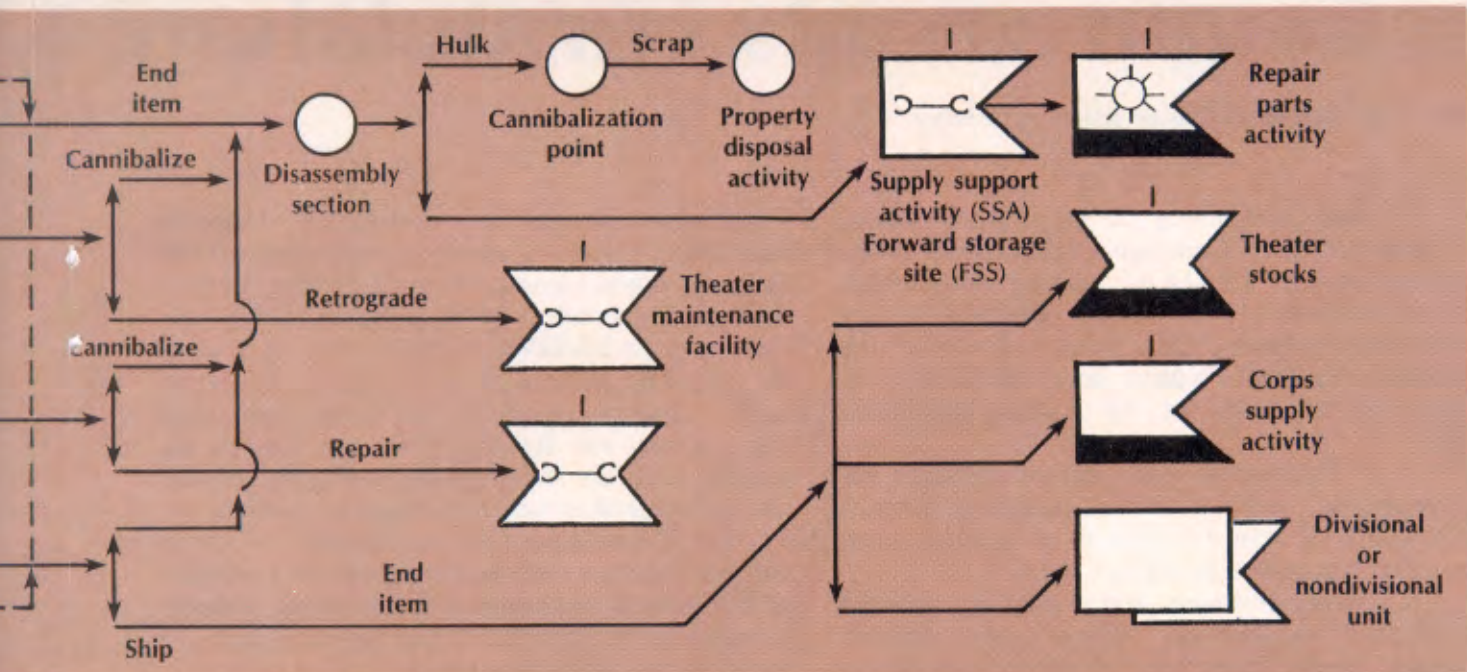 End
item
Cannibalize
Disassembly
section
Hulk
Scrap
Cannibalization
point
Property
disposal
activity
Supply support
activity (SSA)
Forward storage
site (FSS)
Repair
parts
activity
Retrograde
Theater
maintenance
facility
Theater
stocks
Cannibalize
Repair
Corps
supply
activity
End
item
Ship
Divisional
or
nondivisional
unit